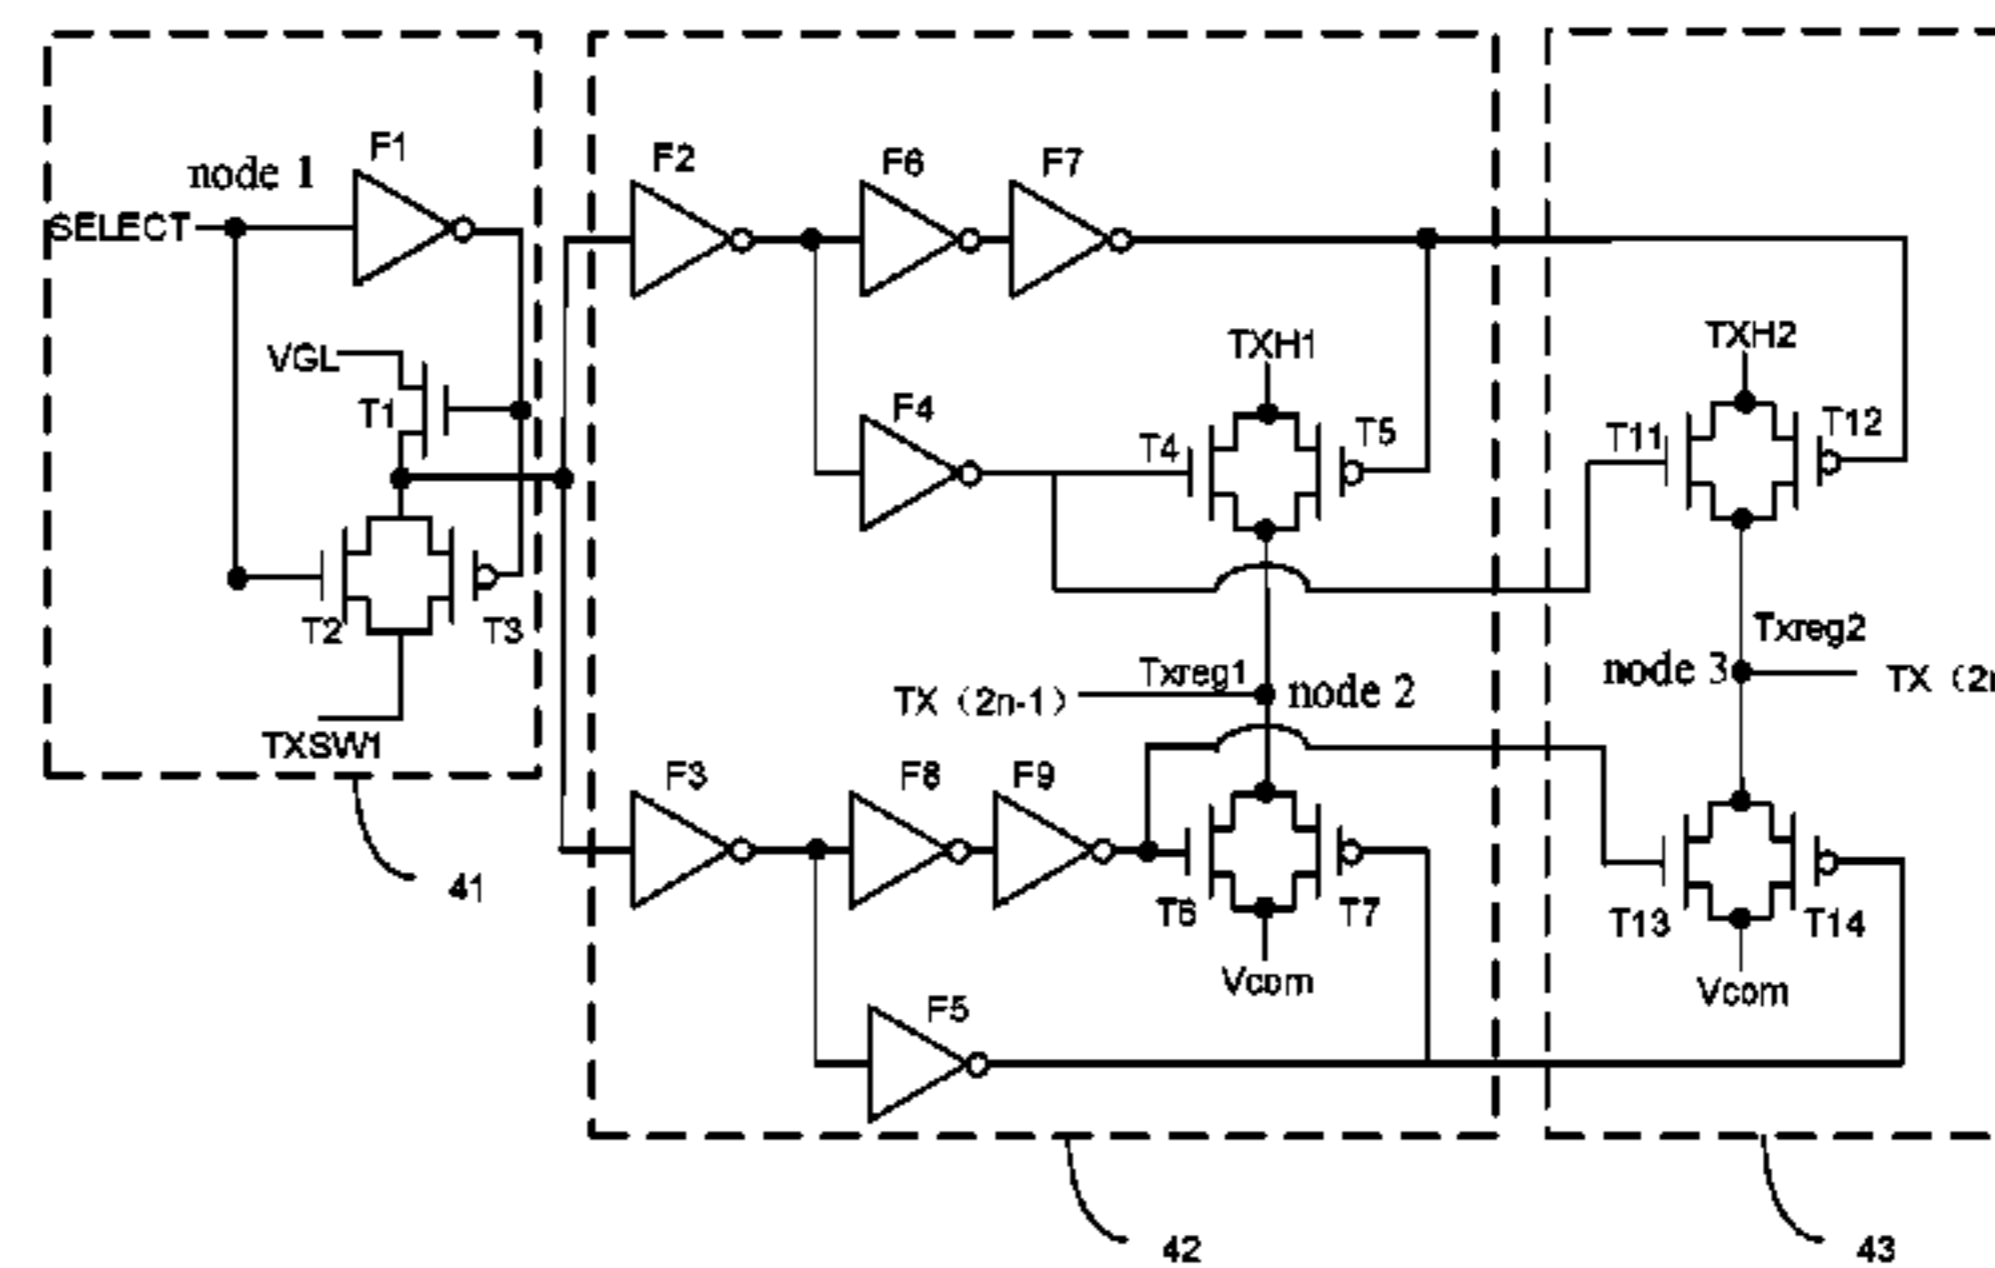 node 1
SELECT
F1
VGL
T1
T2
T3
TXSW1
41
F2
F6
F7
F4
TXH1
T4
T5
Txreg1
TX（2n-1）
node 2
F3
F8
F9
T6
T7
Vcom
F5
42
TXH2
T11
T12
Txreg2
node 3
TX（2
T13
T14
Vcom
43